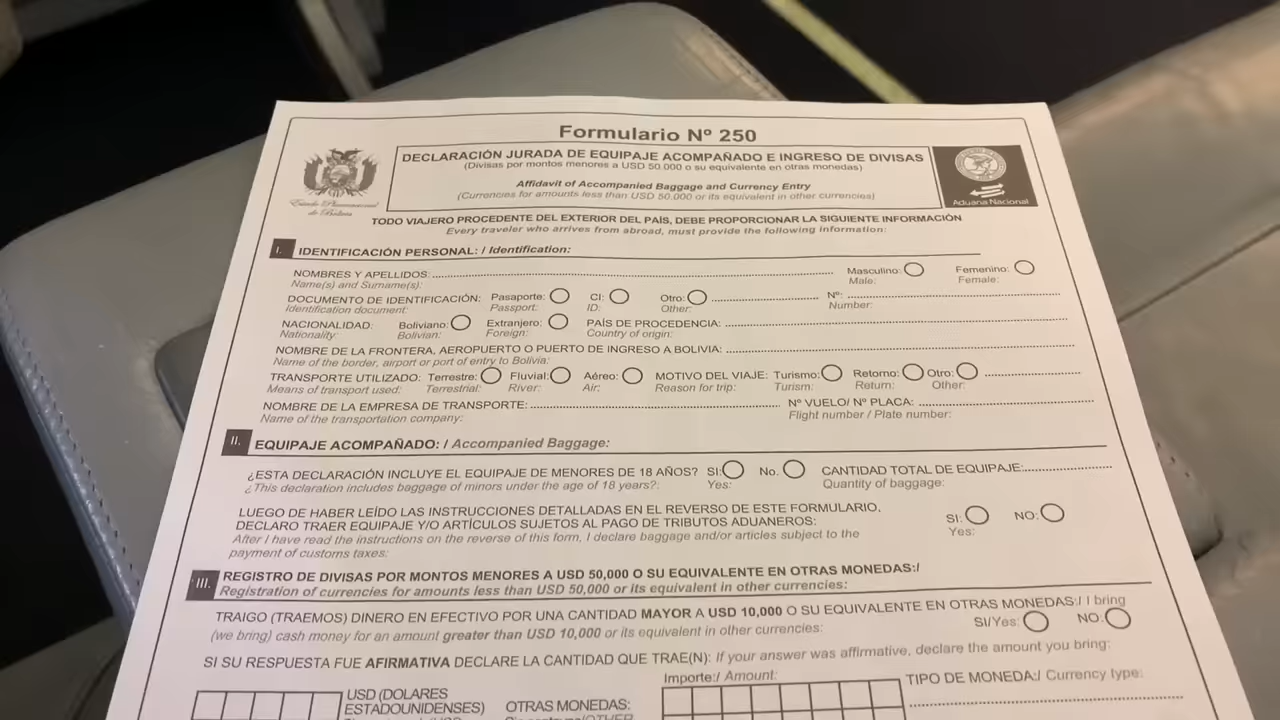 Formulario Nº 250
Estado Plurinacional
de Bolivia
DECLARACIÓN JURADA DE EQUIPAJE ACOMPAÑADO E INGRESO DE DIVISAS
(Divisas por montos menores a USD 50.000 o su equivalente en otras monedas)
Affidavit of Accompanied Baggage and Currency Entry
(Currencies for amounts less than USD 50.000 or its equivalent in other currencies)
Aduana Nacional
TODO VIAJERO PROCEDENTE DEL EXTERIOR DEL PAÍS, DEBE PROPORCIONAR LA SIGUIENTE INFORMACIÓN
Every traveler who arrives from abroad, must provide the following information:
I. IDENTIFICACIÓN PERSONAL: / Identification:
NOMBRES Y APELLIDOS: Masculino: Femenino:
Name(s) and Surname(s): Male: Female:
DOCUMENTO DE IDENTIFICACIÓN: Pasaporte: CI: Otro: Nº:
Identification document: Passport: ID: Other: Number:
NACIONALIDAD: Boliviano: Extranjero: PAÍS DE PROCEDENCIA:
Nationality: Bolivian: Foreign: Country of origin:
NOMBRE DE LA FRONTERA, AEROPUERTO O PUERTO DE INGRESO A BOLIVIA:
Name of the border, airport or port of entry to Bolivia:
TRANSPORTE UTILIZADO: Terrestre: Fluvial: Aéreo: MOTIVO DEL VIAJE: Turismo: Retorno: Otro:
Means of transport used: Terrestrial: River: Air: Reason for trip: Turism: Return: Other:
NOMBRE DE LA EMPRESA DE TRANSPORTE: Nº VUELO/ Nº PLACA:
Name of the transportation company: Flight number / Plate number:
II. EQUIPAJE ACOMPAÑADO: / Accompanied Baggage:
¿ESTA DECLARACIÓN INCLUYE EL EQUIPAJE DE MENORES DE 18 AÑOS? SI: No. CANTIDAD TOTAL DE EQUIPAJE:
¿This declaration includes baggage of minors under the age of 18 years?: Yes: Quantity of baggage:
LUEGO DE HABER LEÍDO LAS INSTRUCCIONES DETALLADAS EN EL REVERSO DE ESTE FORMULARIO,
DECLARO TRAER EQUIPAJE Y/O ARTÍCULOS SUJETOS AL PAGO DE TRIBUTOS ADUANEROS: SI: NO:
After I have read the instructions on the reverse of this form, I declare baggage and/or articles subject to the Yes:
payment of customs taxes:
III. REGISTRO DE DIVISAS POR MONTOS MENORES A USD 50,000 O SU EQUIVALENTE EN OTRAS MONEDAS:/
Registration of currencies for amounts less than USD 50,000 or its equivalent in other currencies:
TRAIGO (TRAEMOS) DINERO EN EFECTIVO POR UNA CANTIDAD MAYOR A USD 10,000 O SU EQUIVALENTE EN OTRAS MONEDAS:/ I bring
(we bring) cash money for an amount greater than USD 10,000 or its equivalent in other currencies: SI/Yes: NO:
SI SU RESPUESTA FUE AFIRMATIVA DECLARE LA CANTIDAD QUE TRAE(N): If your answer was affirmative, declare the amount you bring:
Importe:/ Amount: TIPO DE MONEDA:/ Currency type:
USD (DOLARES
ESTADOUNIDENSES) OTRAS MONEDAS: